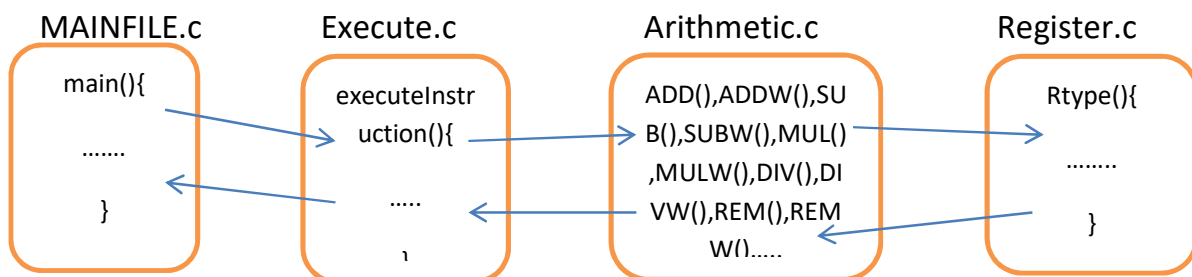 MAINFILE.c
Execute.c
Arithmetic.c
Register.c
main(){
…….
}
executeInstr
uction(){
…..
}
ADD(),ADDW(),SU
B(),SUBW(),MUL()
,MULW(),DIV(),DI
VW(),REM(),REM
W()…..
Rtype(){
……..
}